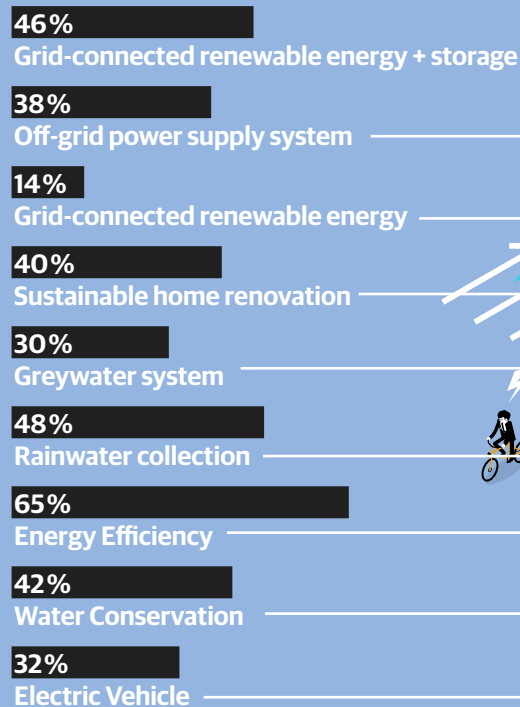 46%
Grid-connected renewable energy + storage
38%
Off-grid power supply system
14%
Grid-connected renewable energy
40%
Sustainable home renovation
30%
Greywater system
48%
Rainwater collection
65%
Energy Efficiency
42%
Water Conservation
32%
Electric Vehicle